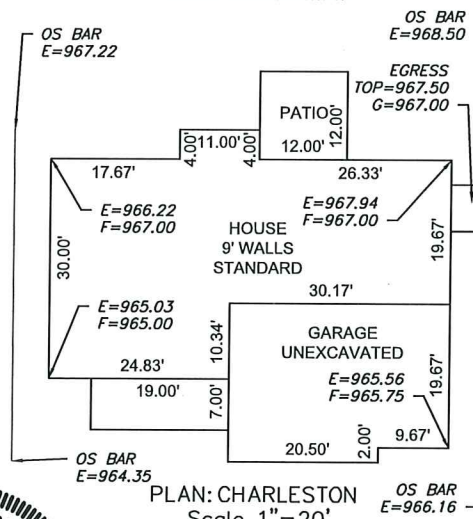 OS BAR
E=967.22
OS BAR
E=968.50
EGRESS
TOP=967.50
G=967.00
PATIO
12.00'
12.00'
11.00'
4.00'
4.00'
17.67'
26.33'
E=966.22
F=967.00
E=967.94
F=967.00
HOUSE
9' WALLS
STANDARD
30.00'
19.67'
30.17'
E=965.03
F=965.00
10.34'
GARAGE
UNEXCAVATED
24.83'
19.00'
7.00'
E=965.56
F=965.75
19.67'
20.50'
2.00'
9.67'
OS BAR
E=964.35
PLAN: CHARLESTON
Scale 1"=20'
OS BAR
E=966.16